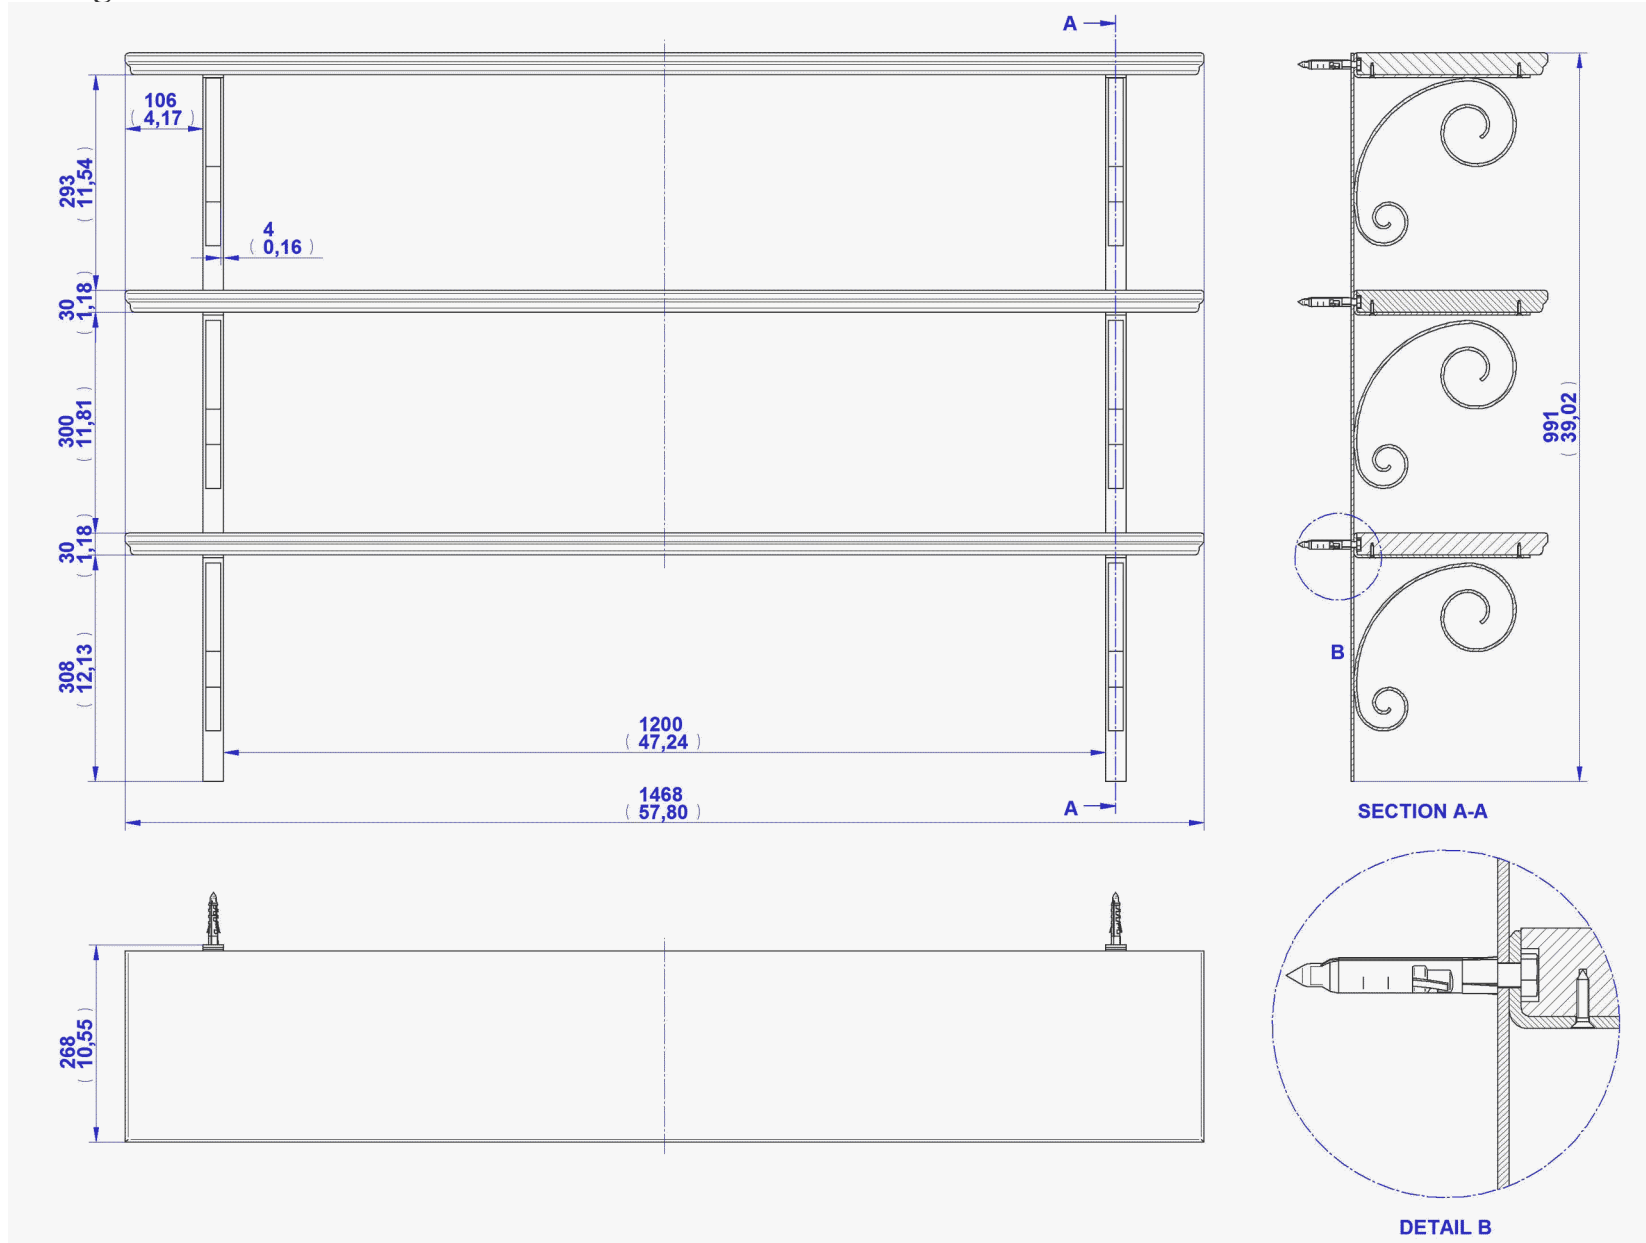 A
106
( 4,17 )
293
( 11,54 )
4
( 0,16 )
30
( 1,18 )
300
( 11,81 )
991
( 39,02 )
30
( 1,18 )
B
308
( 12,13 )
1200
( 47,24 )
1468
( 57,80 )
A
SECTION A-A
268
( 10,55 )
DETAIL B